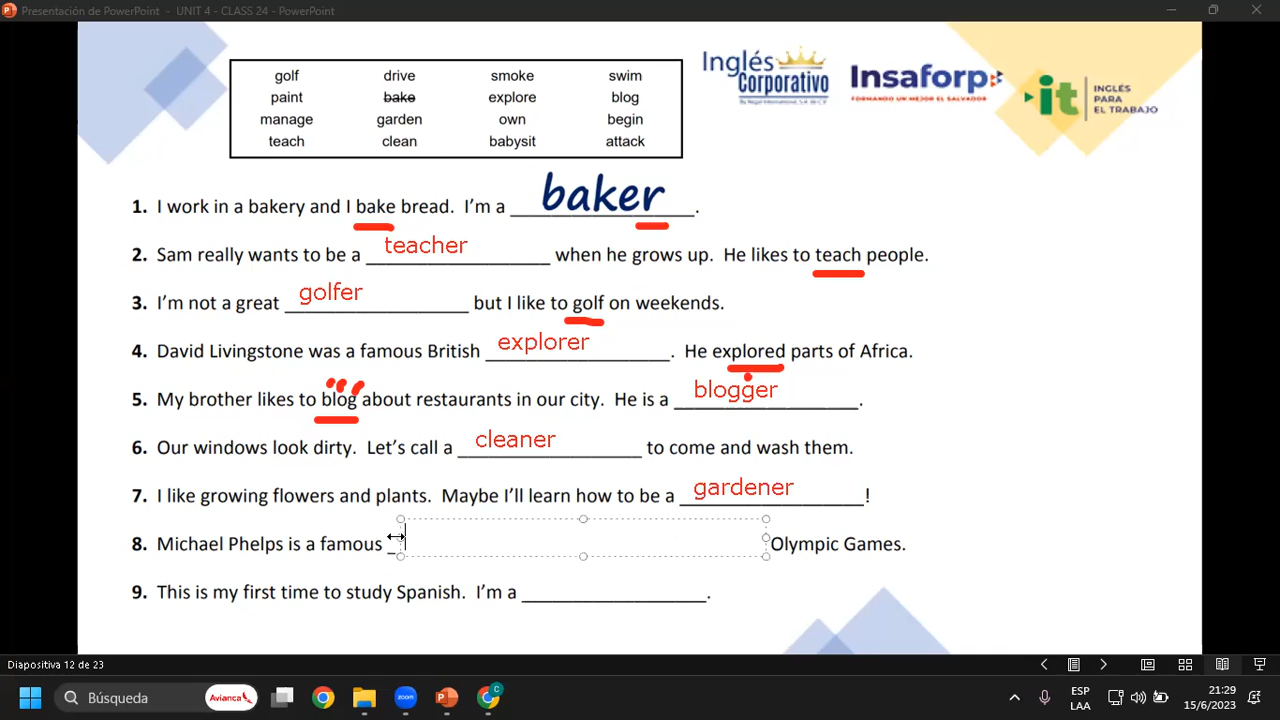 Presentación de PowerPoint - UNIT 4 - CLASS 24 - PowerPoint
golf drive smoke swim
paint bake explore blog
manage garden own begin
teach clean babysit attack
Inglés Corporativo
Insaforp
FORMANDO UN MEJOR EL SALVADOR
it INGLÉS PARA EL TRABAJO
1. I work in a bakery and I bake bread. I'm a baker.
2. Sam really wants to be a teacher when he grows up. He likes to teach people.
3. I'm not a great golfer but I like to golf on weekends.
4. David Livingstone was a famous British explorer. He explored parts of Africa.
5. My brother likes to blog about restaurants in our city. He is a blogger.
6. Our windows look dirty. Let's call a cleaner to come and wash them.
7. I like growing flowers and plants. Maybe I'll learn how to be a gardener!
8. Michael Phelps is a famous _ Olympic Games.
9. This is my first time to study Spanish. I'm a __________________.
Diapositiva 12 de 23
Búsqueda
Avianca
zoom
C
ESP
LAA
21:29
15/6/2023